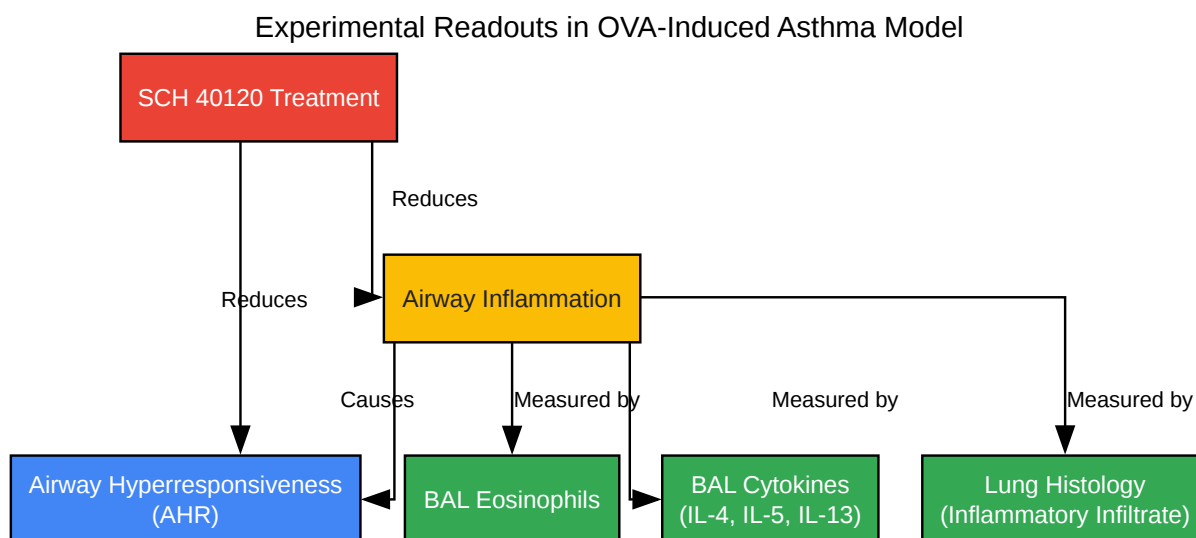 Experimental Readouts in OVA-Induced Asthma Model
SCH 40120 Treatment
Reduces
Reduces
Airway Inflammation
Causes
Measured by
Measured by
Measured by
Airway Hyperresponsiveness
(AHR)
BAL Eosinophils
BAL Cytokines
(IL-4, IL-5, IL-13)
Lung Histology
(Inflammatory Infiltrate)